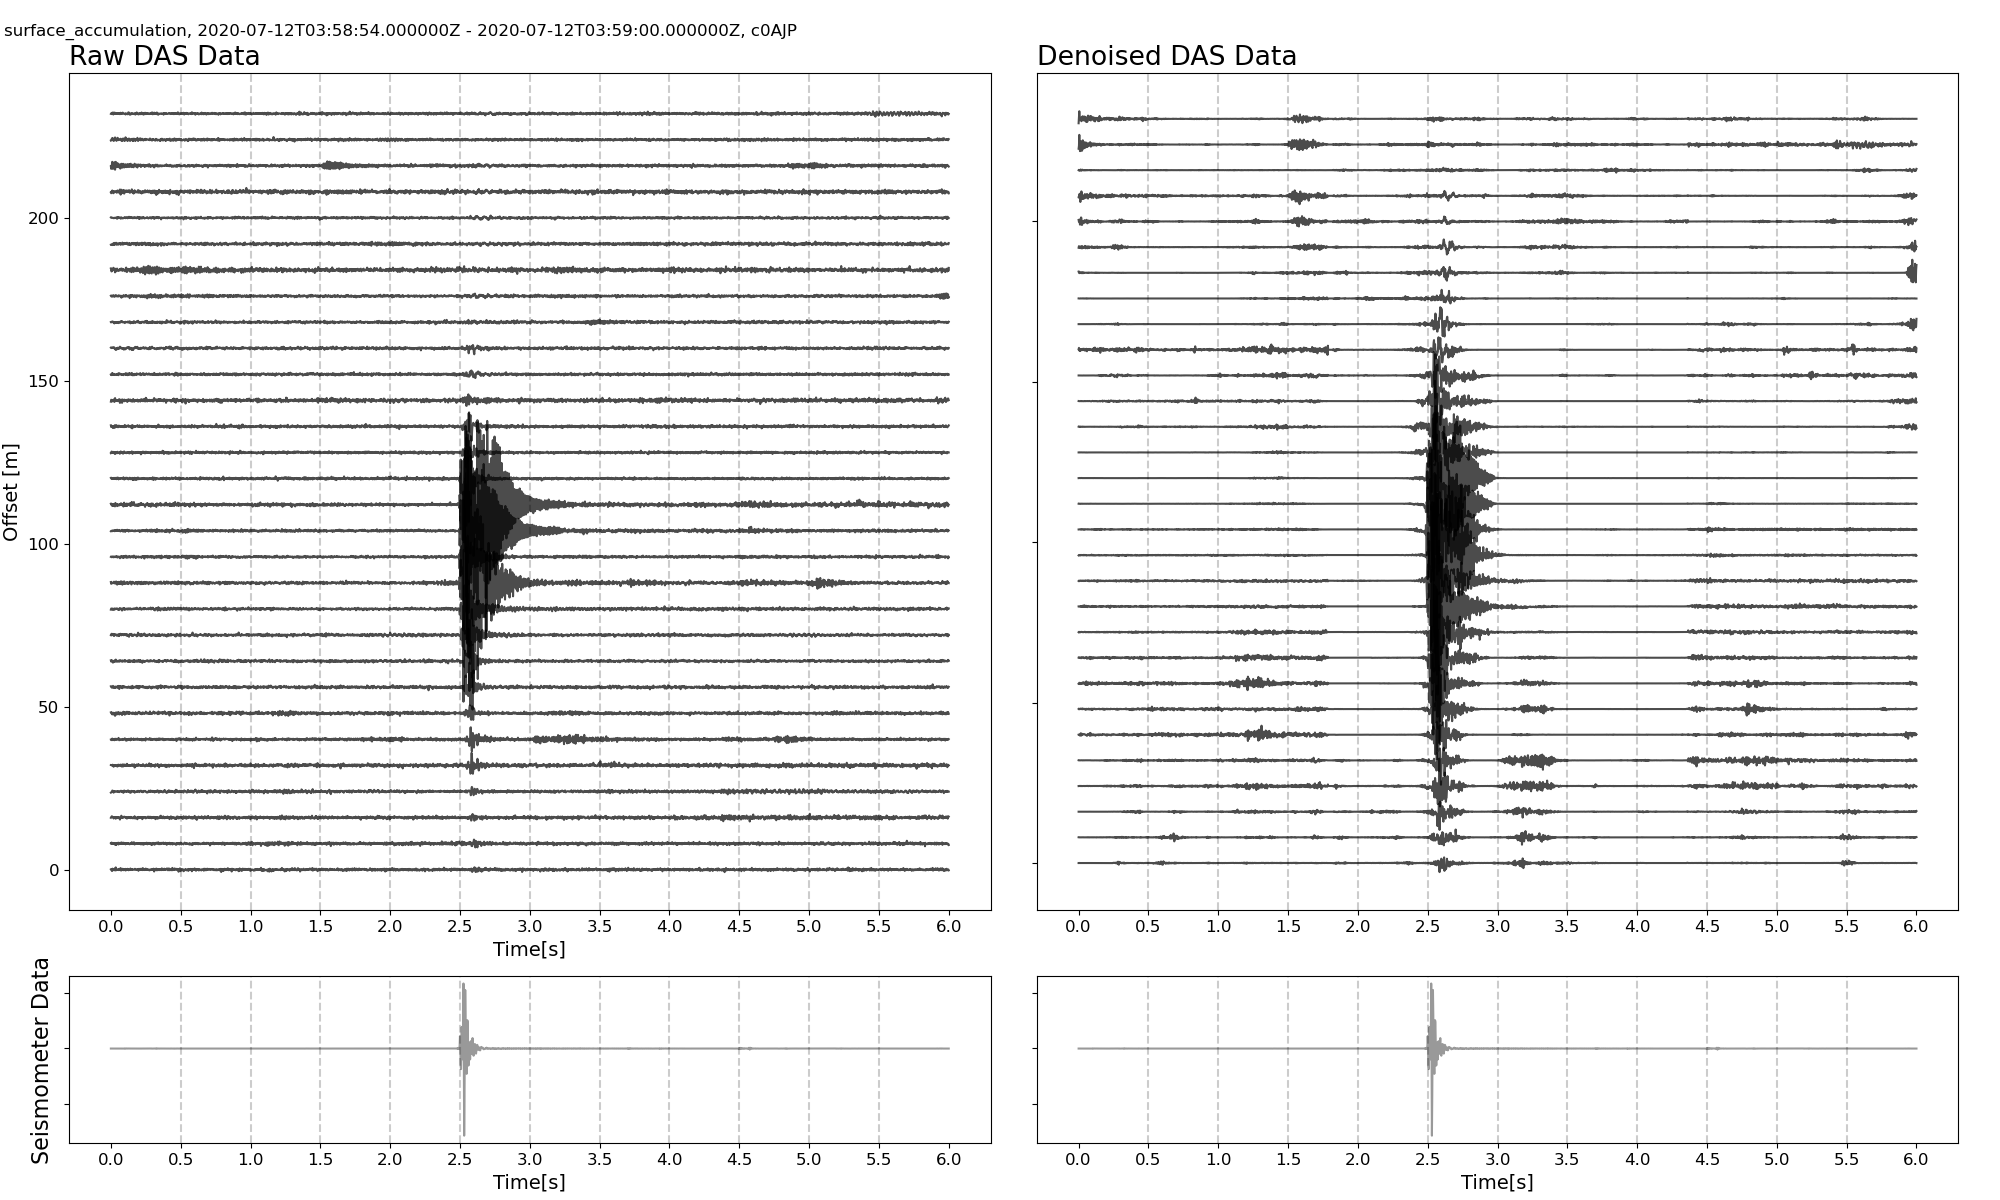 surface_accumulation, 2020-07-12T03:58:54.000000Z - 2020-07-12T03:59:00.000000Z, c0AJP
Raw DAS Data
Denoised DAS Data
Offset [m]
200
150
100
50
0
0.0 0.5 1.0 1.5 2.0 2.5 3.0 3.5 4.0 4.5 5.0 5.5 6.0
Time[s]
0.0 0.5 1.0 1.5 2.0 2.5 3.0 3.5 4.0 4.5 5.0 5.5 6.0
Seismometer Data
0.0 0.5 1.0 1.5 2.0 2.5 3.0 3.5 4.0 4.5 5.0 5.5 6.0
Time[s]
0.0 0.5 1.0 1.5 2.0 2.5 3.0 3.5 4.0 4.5 5.0 5.5 6.0
Time[s]